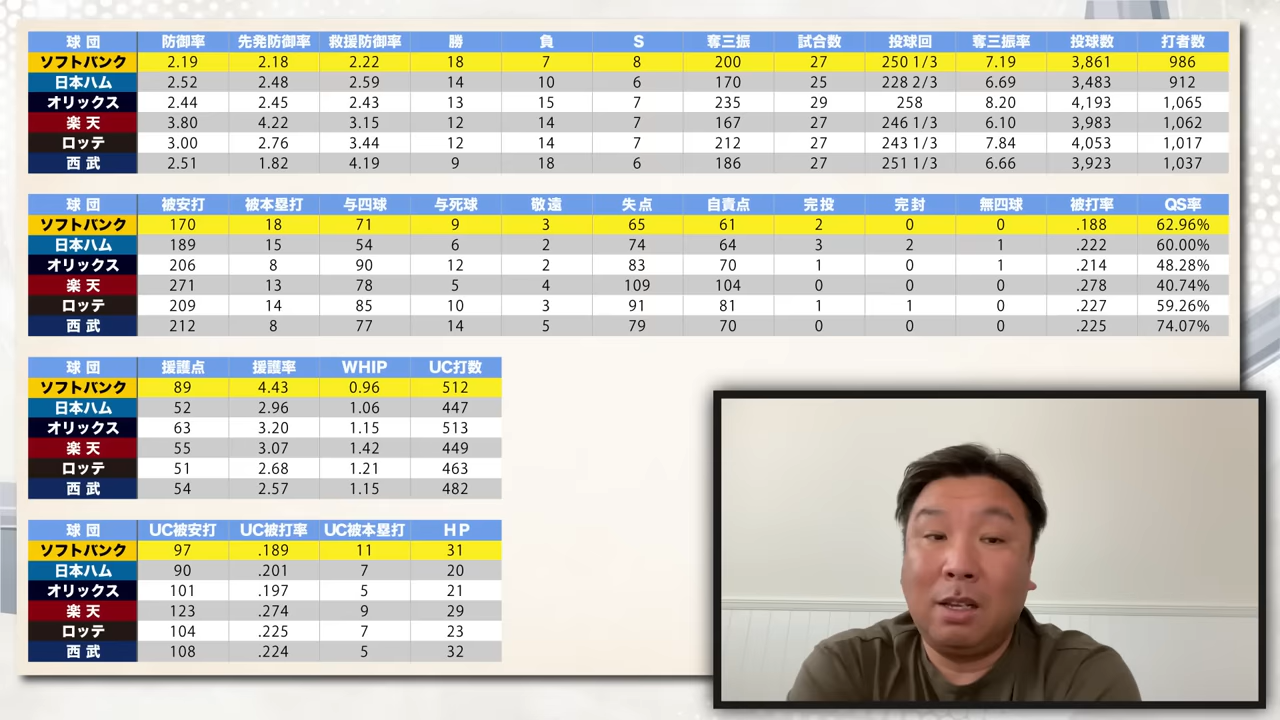 球団 防御率 先発防御率 救援防御率 勝 負 S 奪三振 試合数 投球回 奪三振率 投球数 打者数
ソフトバンク 2.19 2.18 2.22 18 7 8 200 27 250 1/3 7.19 3,861 986
日本ハム 2.52 2.48 2.59 14 10 6 170 25 228 2/3 6.69 3,483 912
オリックス 2.44 2.45 2.43 13 15 7 235 29 258 8.20 4,193 1,065
楽天 3.80 4.22 3.15 12 14 7 167 27 246 1/3 6.10 3,983 1,062
ロッテ 3.00 2.76 3.44 12 14 7 212 27 243 1/3 7.84 4,053 1,017
西武 2.51 1.82 4.19 9 18 6 186 27 251 1/3 6.66 3,923 1,037
球団 被安打 被本塁打 与四球 与死球 敬遠 失点 自責点 完投 完封 無四球 被打率 QS率
ソフトバンク 170 18 71 9 3 65 61 2 0 0 .188 62.96%
日本ハム 189 15 54 6 2 74 64 3 2 1 .222 60.00%
オリックス 206 8 90 12 2 83 70 1 0 1 .214 48.28%
楽天 271 13 78 5 4 109 104 0 0 0 .278 40.74%
ロッテ 209 14 85 10 3 91 81 1 1 0 .227 59.26%
西武 212 8 77 14 5 79 70 0 0 0 .225 74.07%
球団 援護点 援護率 WHIP UC打数
ソフトバンク 89 4.43 0.96 512
日本ハム 52 2.96 1.06 447
オリックス 63 3.20 1.15 513
楽天 55 3.07 1.42 449
ロッテ 51 2.68 1.21 463
西武 54 2.57 1.15 482
球団 UC被安打 UC被打率 UC被本塁打 HP
ソフトバンク 97 .189 11 31
日本ハム 90 .201 7 20
オリックス 101 .197 5 21
楽天 123 .274 9 29
ロッテ 104 .225 7 23
西武 108 .224 5 32